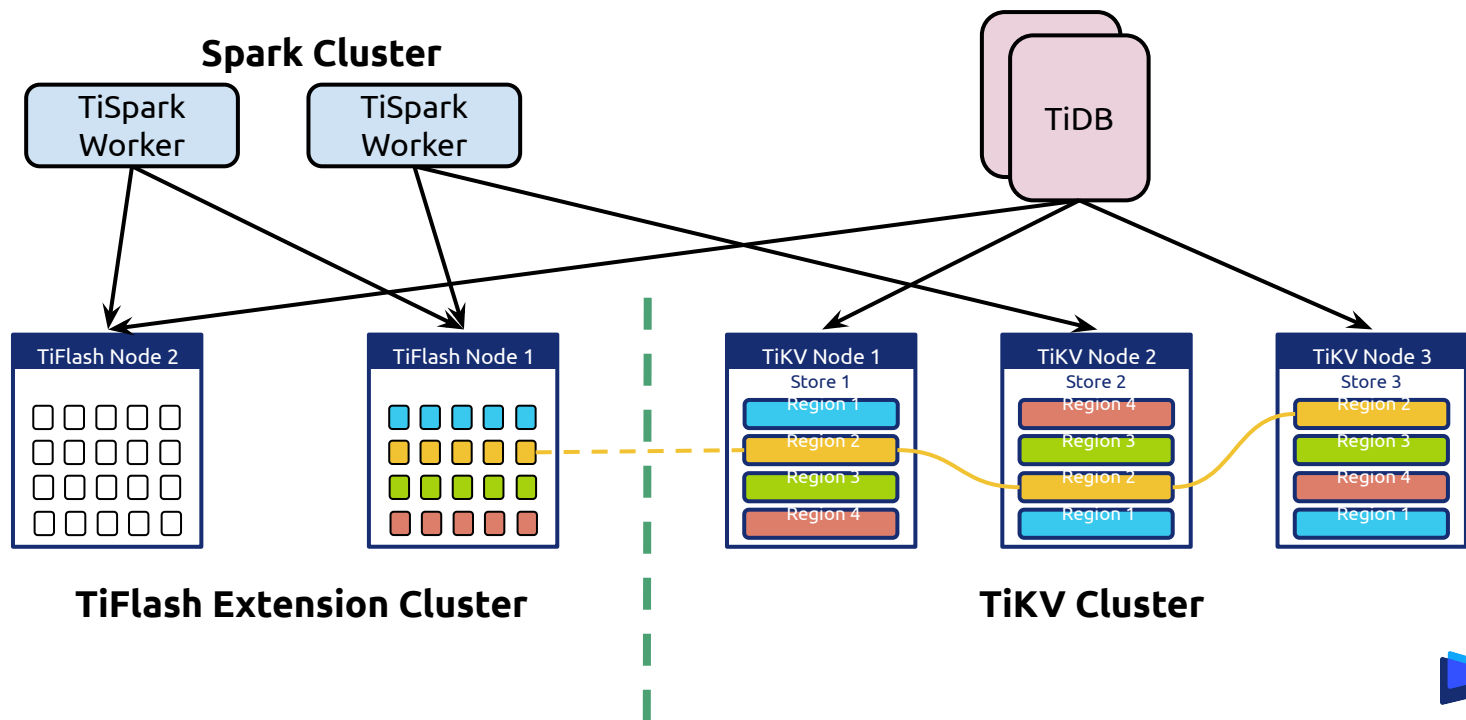 Spark Cluster
TiSpark
Worker
TiSpark
Worker
TiDB
TiFlash Node 2
TiFlash Node 1
TiKV Node 1
Store 1
Region 1
Region 2
Region 3
Region 4
TiKV Node 2
Store 2
Region 4
Region 3
Region 2
Region 1
TiKV Node 3
Store 3
Region 2
Region 3
Region 4
Region 1
TiFlash Extension Cluster
TiKV Cluster